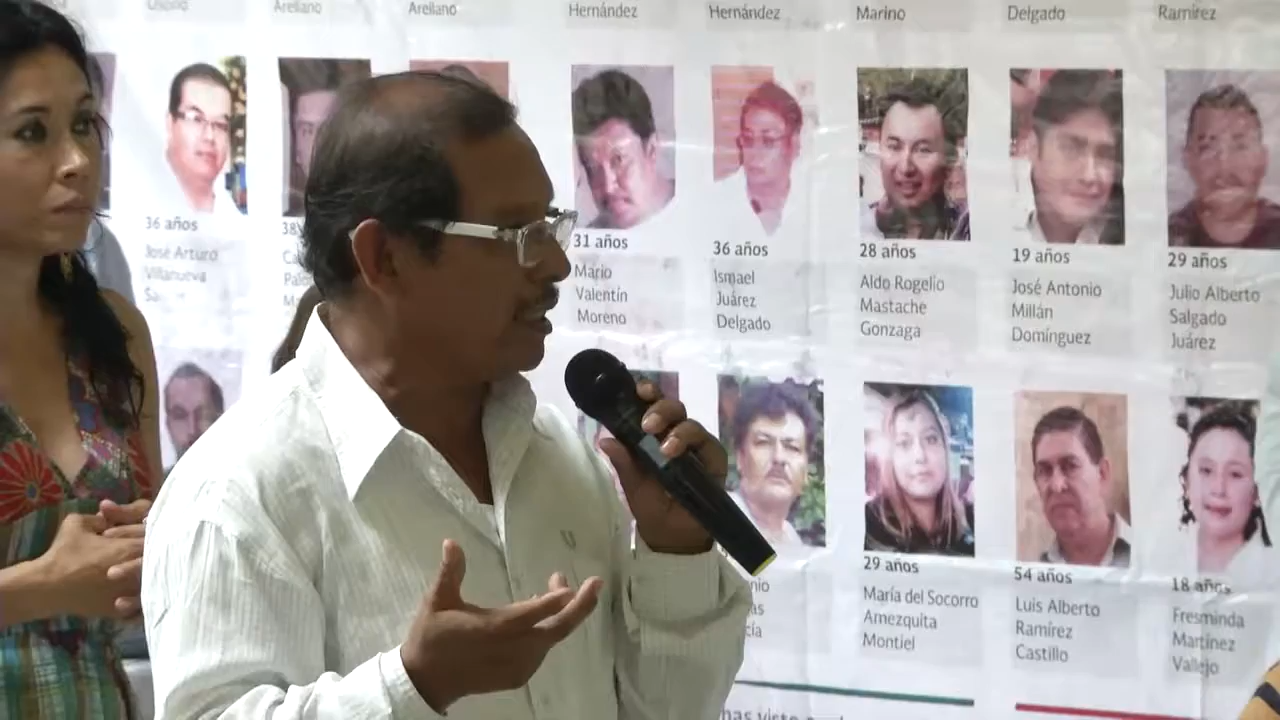 Osorio
Arellano
Arellano
Hernández
Hernández
Marino
Delgado
Ramírez
36 años
José Arturo
Villanueva
38
31 años
Mario
Valentín
Moreno
36 años
Ismael
Juárez
Delgado
28 años
Aldo Rogelio
Mastache
Gonzaga
19 años
José Antonio
Millán
Domínguez
29 años
Julio Alberto
Salgado
Juárez
29 años
María del Socorro
Amezquita
Montiel
54 años
Luis Alberto
Ramírez
Castillo
18 años
Fresminda
Martínez
Vallejo